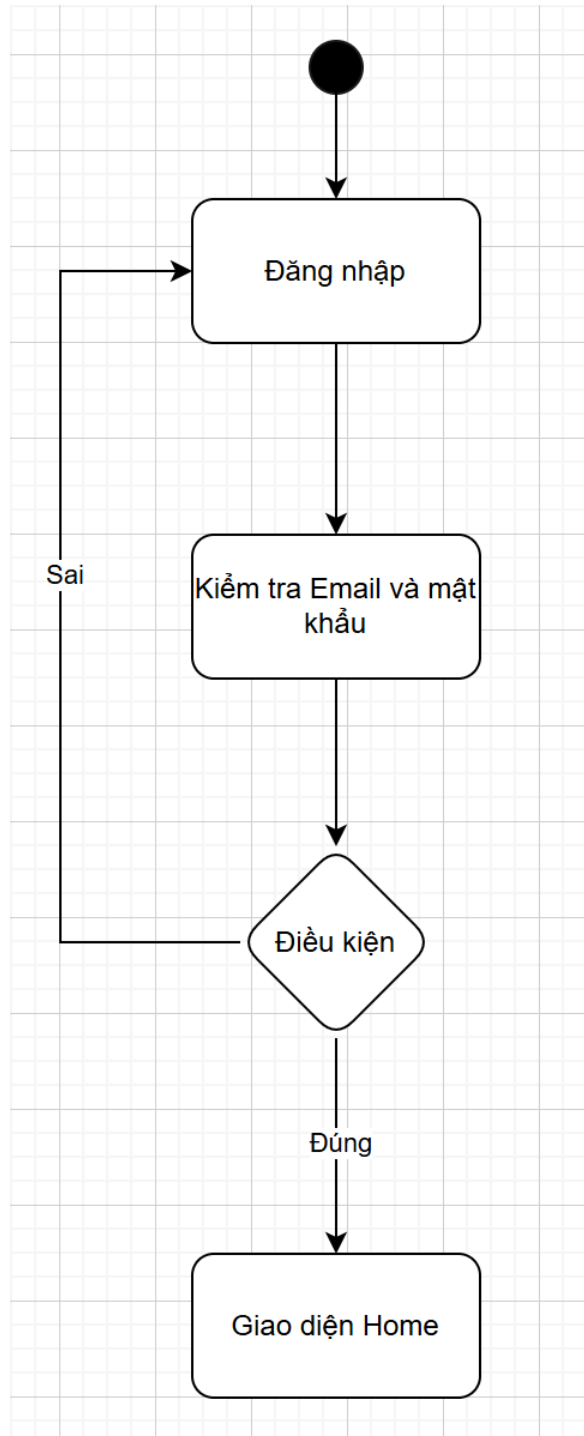 Đăng nhập
Sai
Kiểm tra Email và mật
khẩu
Điều kiện
Đúng
Giao diện Home